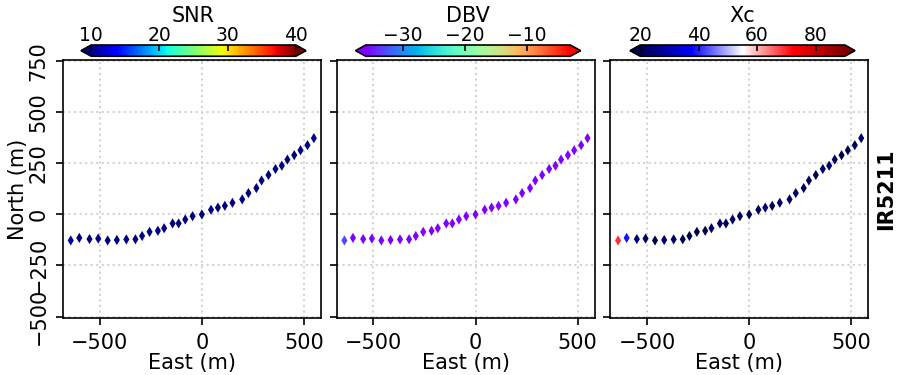 SNR DBV Xc
10 20 30 40 −30 −20 −10 20 40 60 80
750
500
250
0
−250
−500
North (m)
−500 0 500 −500 0 500 −500 0 500
East (m) East (m) East (m)
IR5211